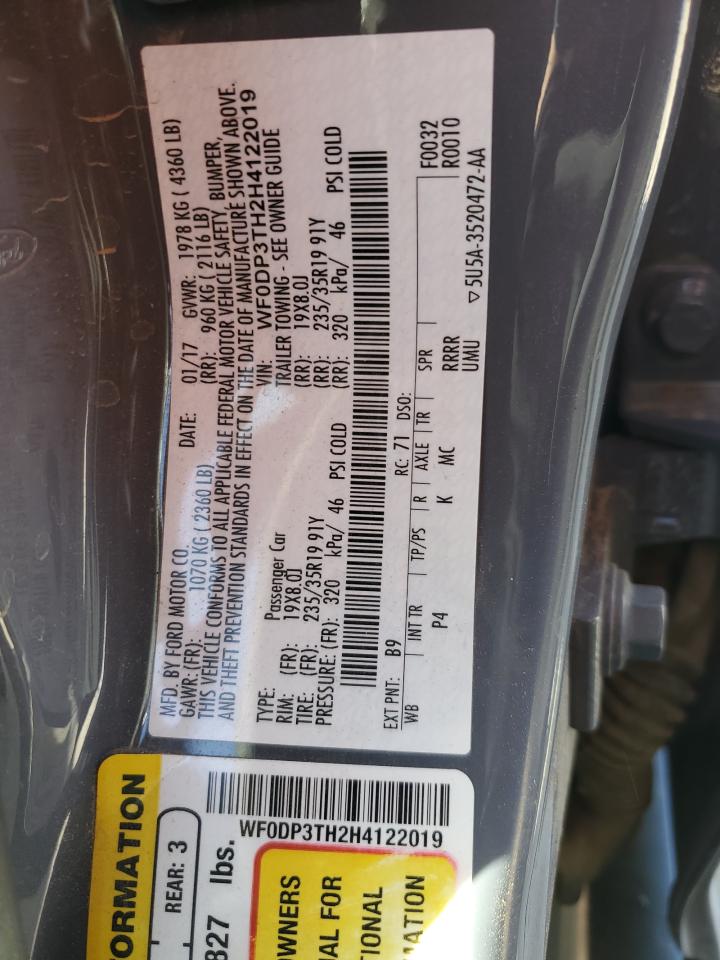 MFD. BY FORD MOTOR CO. DATE: 01/17 GVWR: 1978 KG ( 4360 LB)
GAWR: (FR): 1070 KG ( 2360 LB) (RR): 960 KG ( 2116 LB)
THIS VEHICLE CONFORMS TO ALL APPLICABLE FEDERAL MOTOR VEHICLE SAFETY, BUMPER,
AND THEFT PREVENTION STANDARDS IN EFFECT ON THE DATE OF MANUFACTURE SHOWN ABOVE.
VIN: WF0DP3TH2H4122019
TYPE: Passenger Car TRAILER TOWING - SEE OWNER GUIDE
RIM: (FR): 19X8.0J (RR): 19X8.0J
TIRE: (FR): 235/35R19 91Y (RR): 235/35R19 91Y
PRESSURE: (FR): 320 kPa/ 46 PSI COLD (RR): 320 kPa/ 46 PSI COLD
EXT PNT: B9 RC: 71 DSO: F0032
WB INT TR TP/PS R AXLE TR SPR R0010
P4 K MC RRRR
UMU
▽5U5A-3520472-AA
ORMATION
REAR: 3
827 lbs.
WF0DP3TH2H4122019
OWNERS
AL FOR
TIONAL
MATION